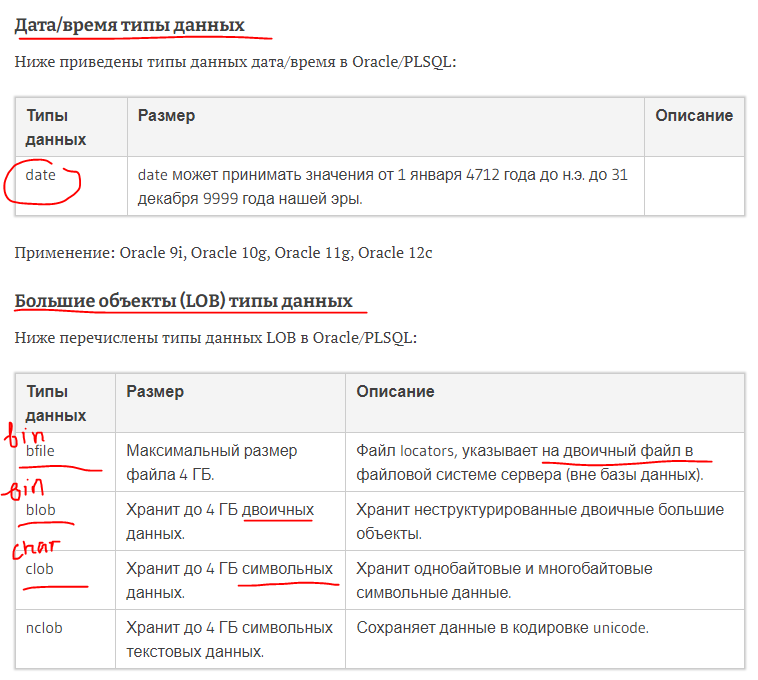 Дата/время типы данных
Ниже приведены типы данных дата/время в Oracle/PLSQL:
Типы данных Размер Описание
date date может принимать значения от 1 января 4712 года до н.э. до 31
декабря 9999 года нашей эры.
Применение: Oracle 9i, Oracle 10g, Oracle 11g, Oracle 12c
Большие объекты (LOB) типы данных
Ниже перечислены типы данных LOB в Oracle/PLSQL:
Типы данных Размер Описание
bin
bfile Максимальный размер Файл locators, указывает на двоичный файл в
файла 4 ГБ. файловой системе сервера (вне базы данных).
bin
blob Хранит до 4 ГБ двоичных Хранит неструктурированные двоичные большие
данных. объекты.
char
clob Хранит до 4 ГБ символьных Хранит однобайтовые и многобайтовые
данных. символьные данные.
nclob Хранит до 4 ГБ символьных Сохраняет данные в кодировке unicode.
текстовых данных.